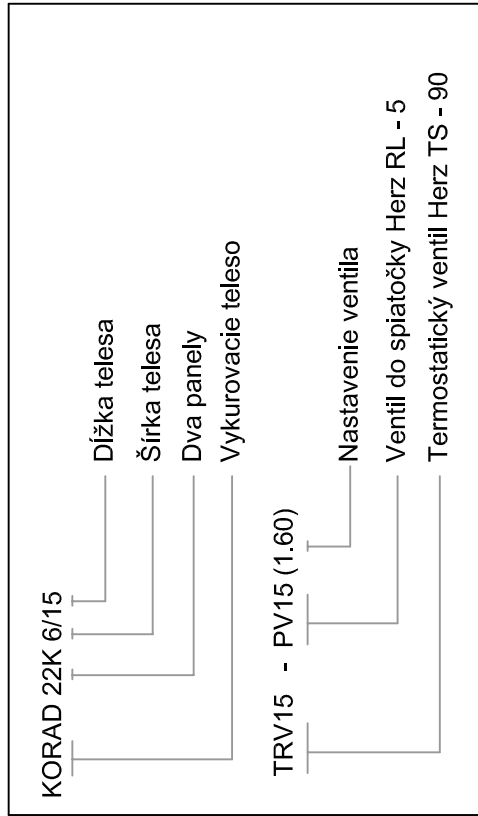 KORAD 22K 6/15
Dĺžka telesa
Šírka telesa
Dva panely
Vykurovacie teleso
TRV15 - PV15 (1.60)
Nastavenie ventila
Ventil do spiatočky Herz RL - 5
Termostatický ventil Herz TS - 90